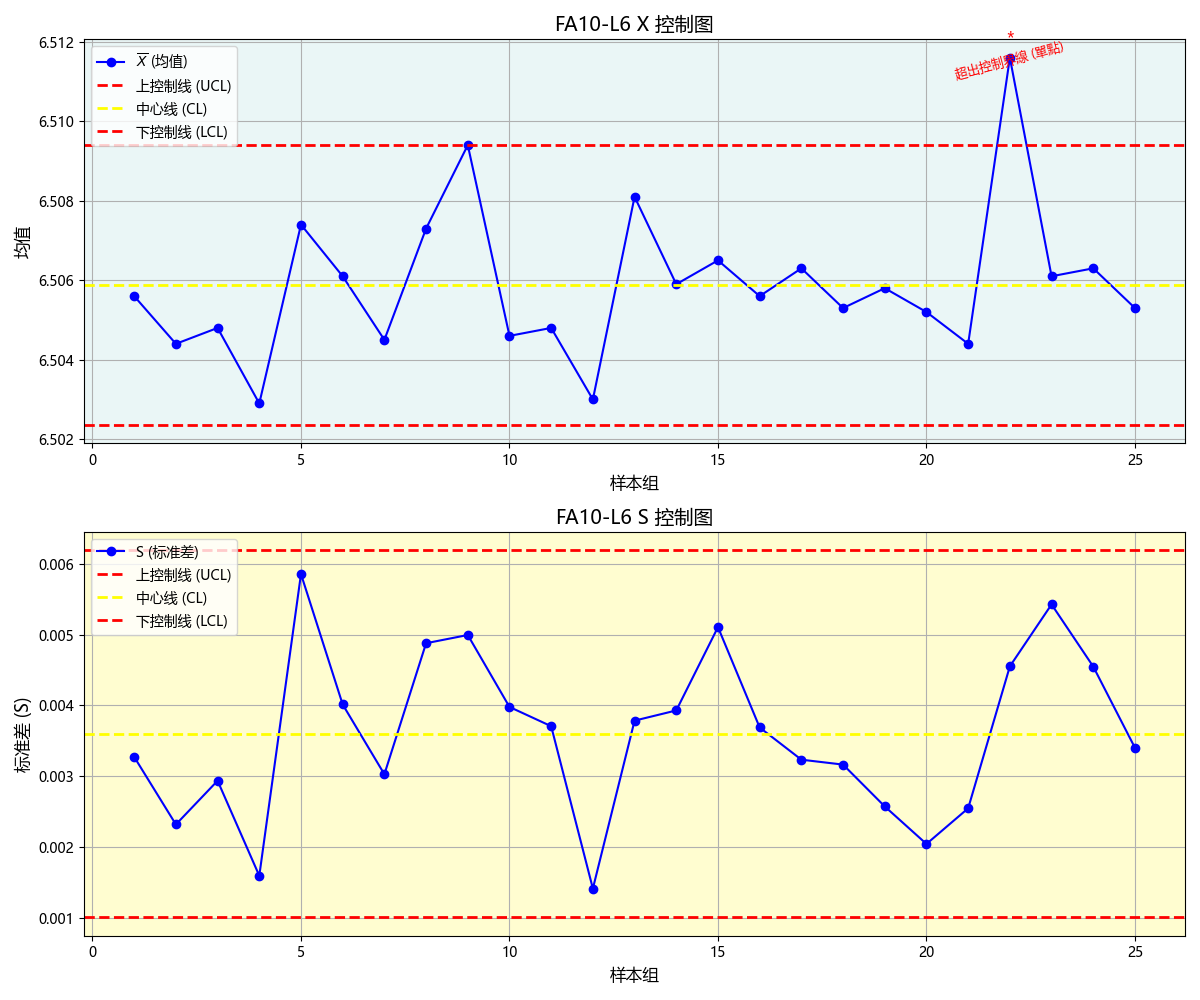 FA10-L6 X 控制图
6.512
6.510
6.508
6.506
6.504
6.502
均值
X (均值)
上控制线 (UCL)
中心线 (CL)
下控制线 (LCL)
*
超出控制界線 (單點)
0 5 10 15 20 25
样本组
FA10-L6 S 控制图
0.006
0.005
0.004
0.003
0.002
0.001
标准差 (S)
S (标准差)
上控制线 (UCL)
中心线 (CL)
下控制线 (LCL)
0 5 10 15 20 25
样本组